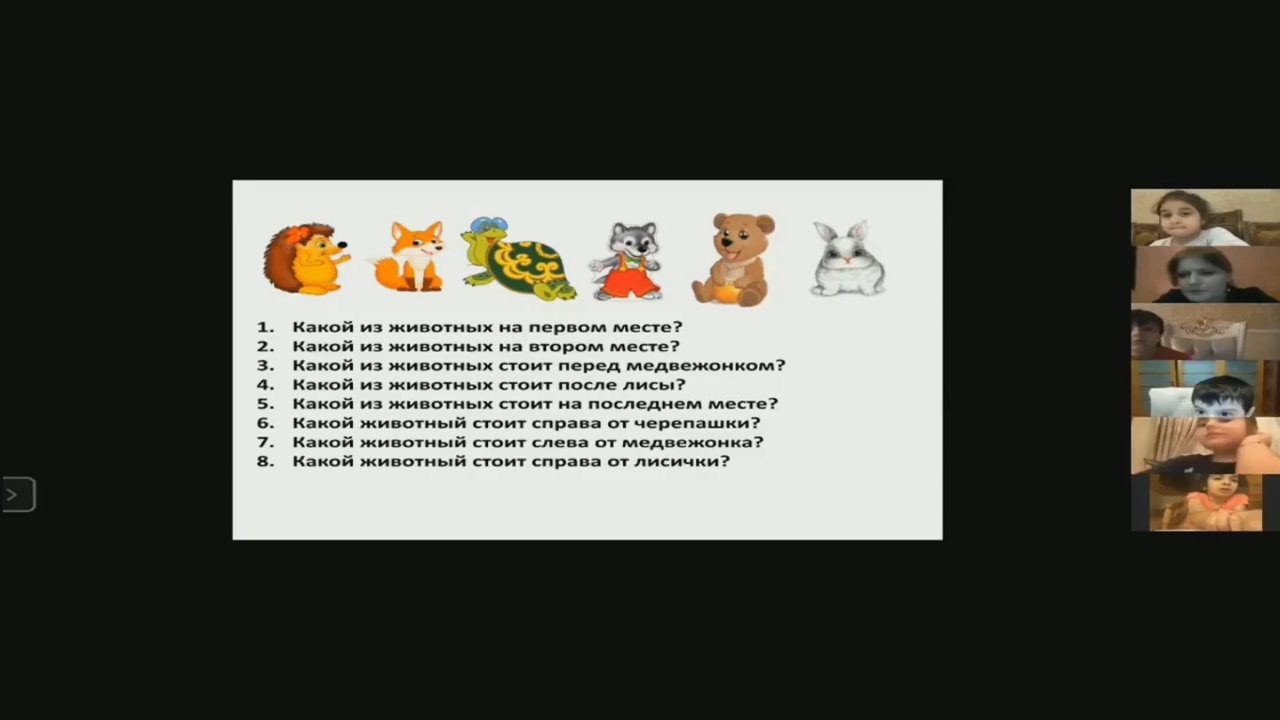 1. Какой из животных на первом месте?
2. Какой из животных на втором месте?
3. Какой из животных стоит перед медвежонком?
4. Какой из животных стоит после лисы?
5. Какой из животных стоит на последнем месте?
6. Какой животный стоит справа от черепашки?
7. Какой животный стоит слева от медвежонка?
8. Какой животный стоит справа от лисички?